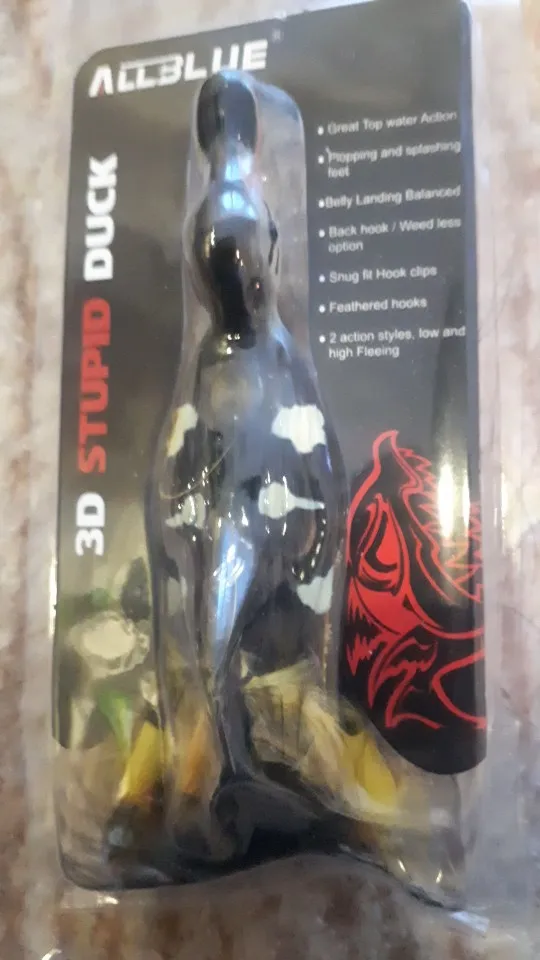 ALLBLUE
3D STUPID DUCK
• Great Top water Action
• Plopping and splashing
feet
• Belly Landing Balanced
• Back hook / Weed less
option
• Snug fit Hook clips
• Feathered hooks
• 2 action styles, low and
high Fleeing